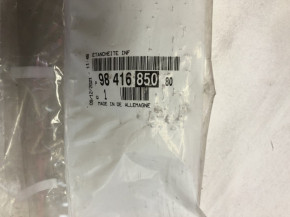 ETANCHEITE INF
98 416 850 80
1
MADE IN DE ALLEMAGNE